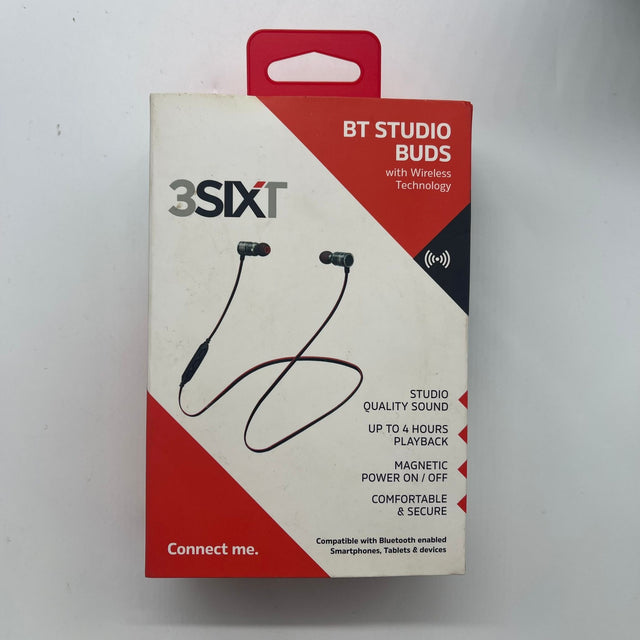 BT STUDIO
BUDS
with Wireless
Technology
3SIXT
STUDIO
QUALITY SOUND
UP TO 4 HOURS
PLAYBACK
MAGNETIC
POWER ON / OFF
COMFORTABLE
& SECURE
Compatible with Bluetooth enabled
Smartphones, Tablets & devices
Connect me.